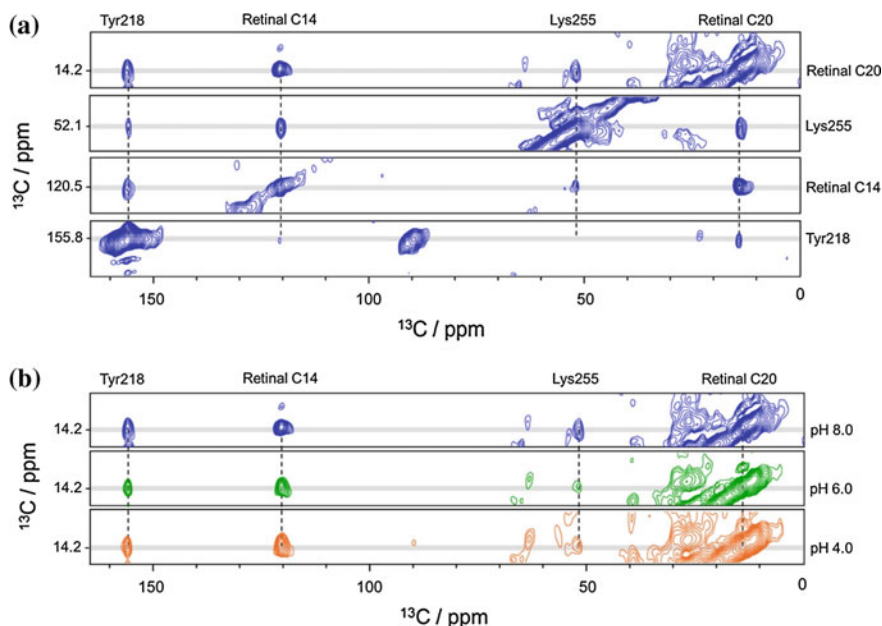 (a)
Tyr218 Retinal C14 Lys255 Retinal C20
14.2 Retinal C20
52.1 Lys255
120.5 Retinal C14
155.8 Tyr218
¹³C / ppm
150 100 50 0
¹³C / ppm
(b)
Tyr218 Retinal C14 Lys255 Retinal C20
14.2 pH 8.0
14.2 pH 6.0
14.2 pH 4.0
¹³C / ppm
150 100 50 0
¹³C / ppm